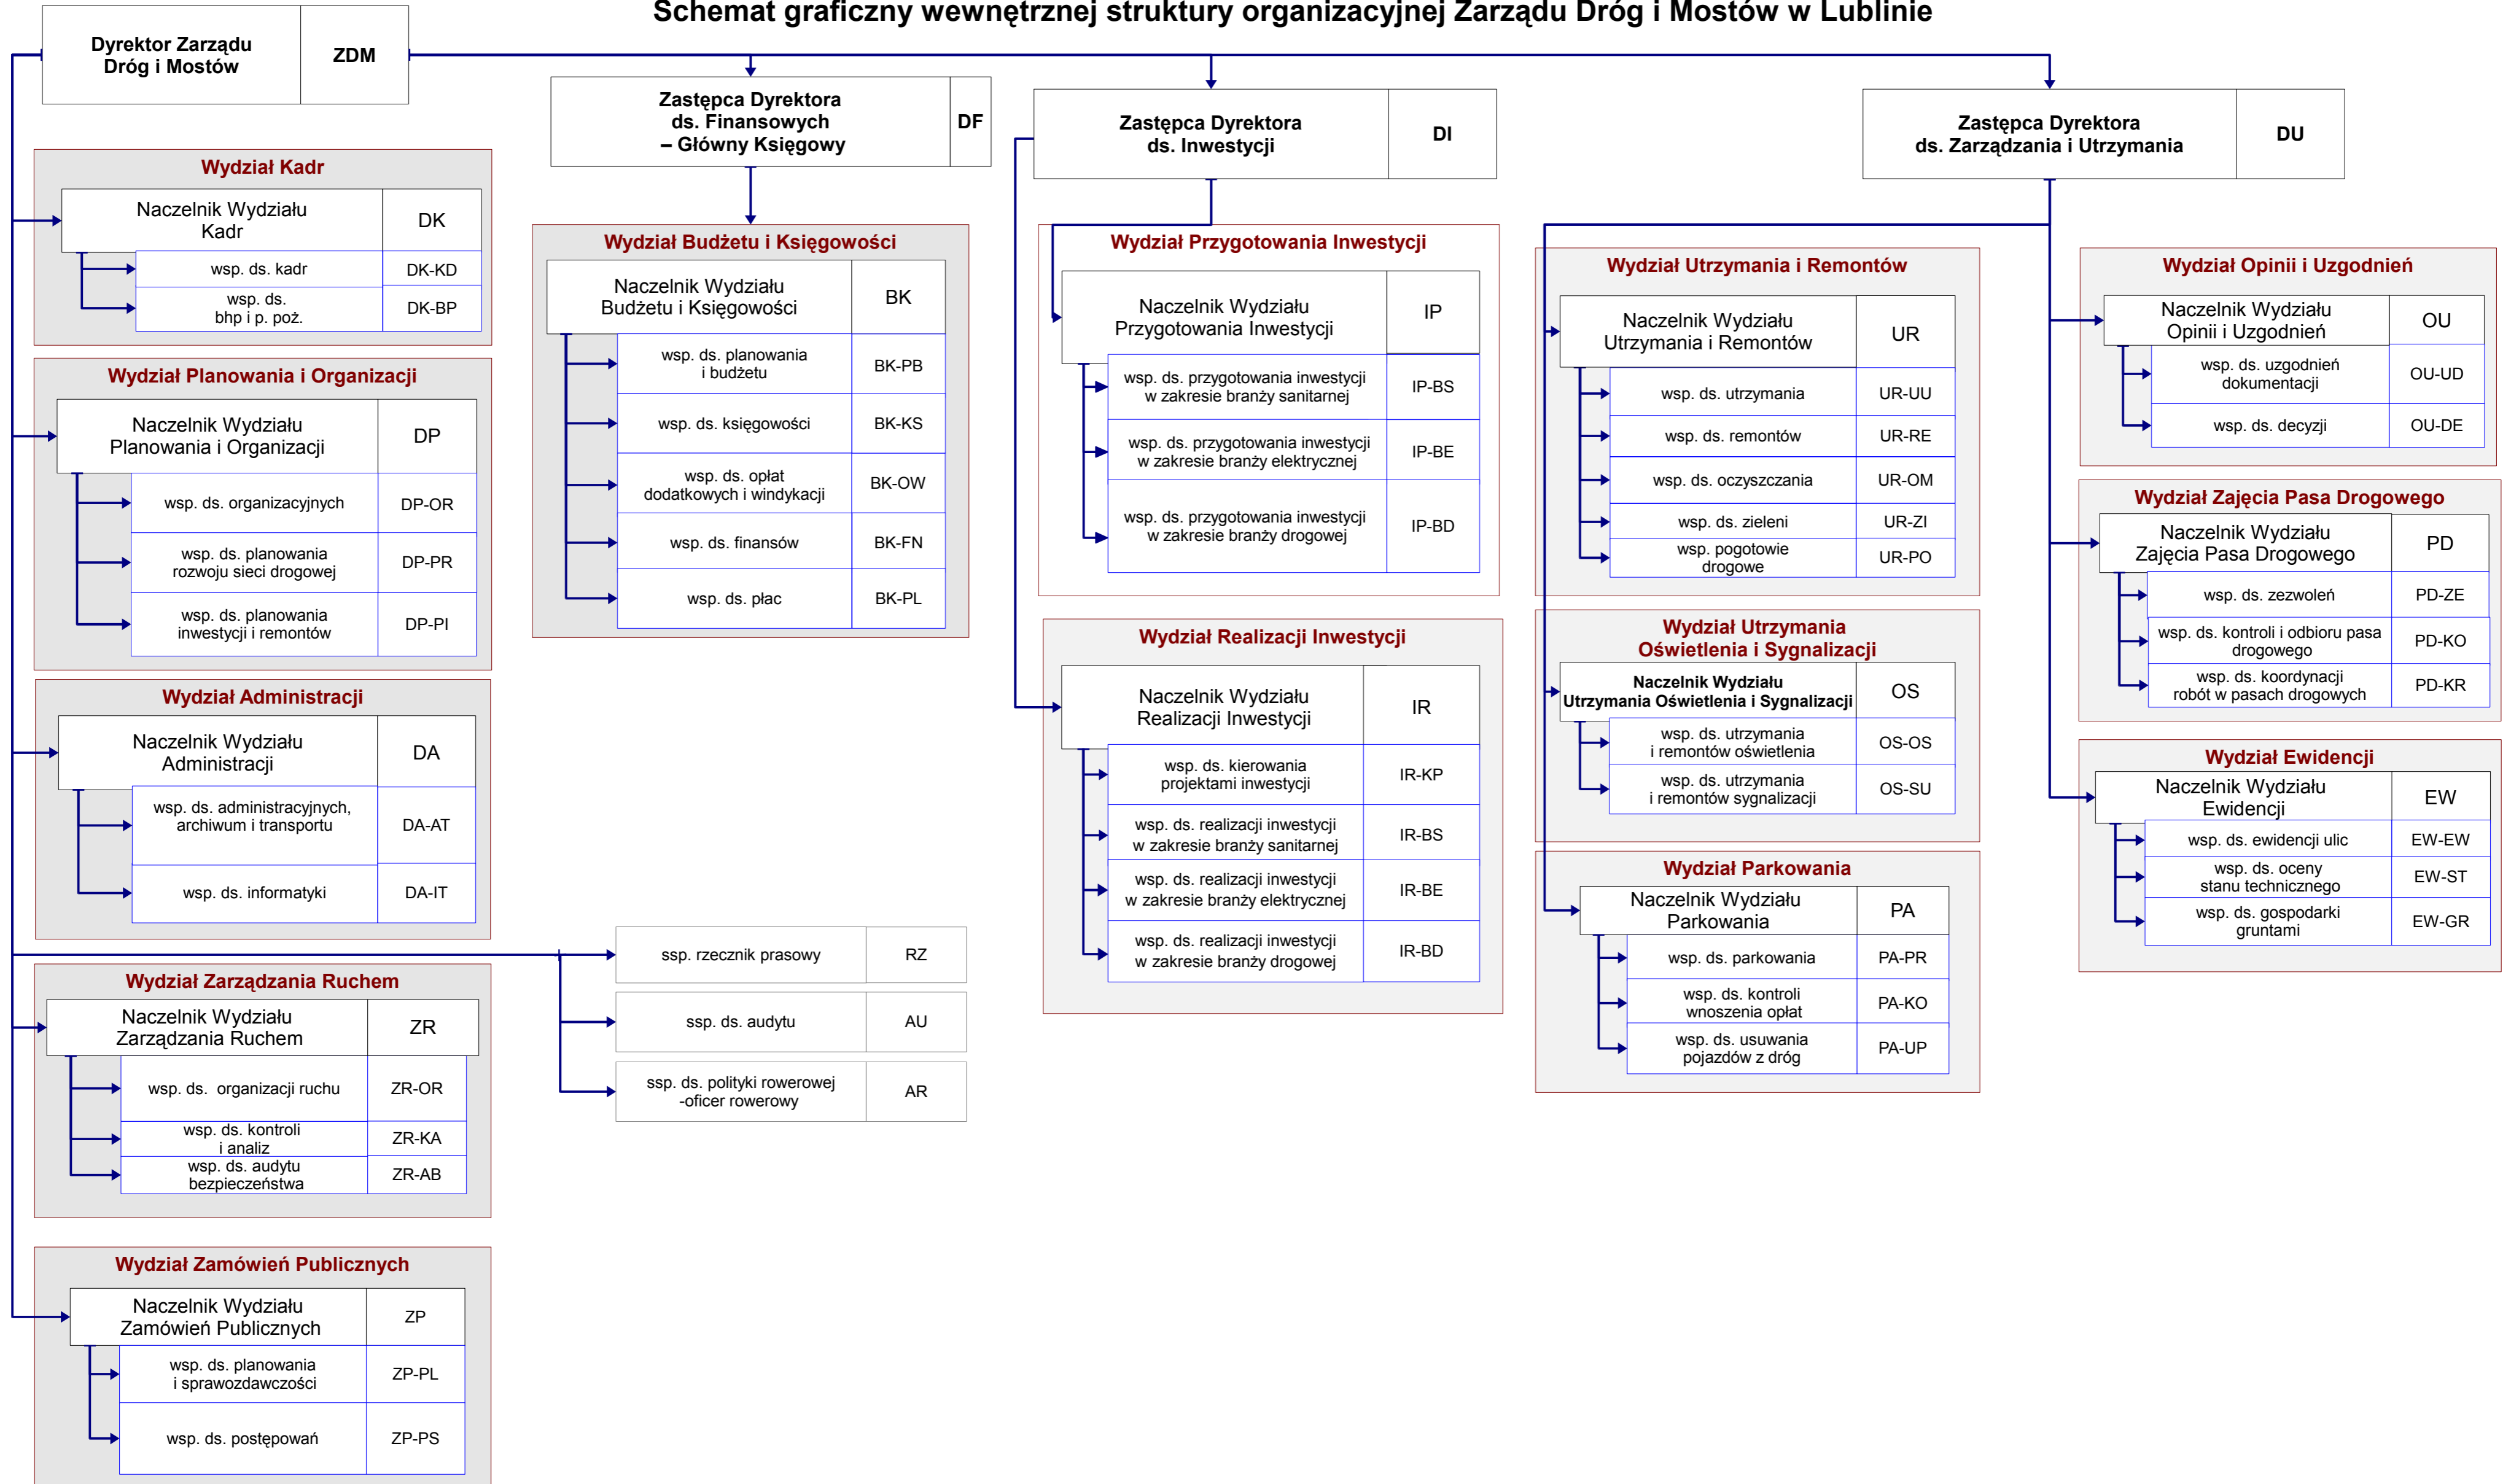 Schemat graficzny wewnętrznej struktury organizacyjnej Zarządu Dróg i Mostów w Lublinie
Dyrektor Zarządu
Dróg i Mostów
ZDM
Zastępca Dyrektora
ds. Finansowych
– Główny Księgowy
DF
Zastępca Dyrektora
ds. Inwestycji
DI
Zastępca Dyrektora
ds. Zarządzania i Utrzymania
DU
Wydział Kadr
Naczelnik Wydziału
Kadr
DK
wsp. ds. kadr
DK-KD
wsp. ds.
bhp i p. poż.
DK-BP
Wydział Planowania i Organizacji
Naczelnik Wydziału
Planowania i Organizacji
DP
wsp. ds. organizacyjnych
DP-OR
wsp. ds. planowania
rozwoju sieci drogowej
DP-PR
wsp. ds. planowania
inwestycji i remontów
DP-PI
Wydział Administracji
Naczelnik Wydziału
Administracji
DA
wsp. ds. administracyjnych,
archiwum i transportu
DA-AT
wsp. ds. informatyki
DA-IT
Wydział Zarządzania Ruchem
Naczelnik Wydziału
Zarządzania Ruchem
ZR
wsp. ds.  organizacji ruchu
ZR-OR
wsp. ds. kontroli
i analiz
ZR-KA
wsp. ds. audytu
bezpieczeństwa
ZR-AB
Wydział Zamówień Publicznych
Naczelnik Wydziału
Zamówień Publicznych
ZP
wsp. ds. planowania
i sprawozdawczości
ZP-PL
wsp. ds. postępowań
ZP-PS
Wydział Budżetu i Księgowości
Naczelnik Wydziału
Budżetu i Księgowości
BK
wsp. ds. planowania
i budżetu
BK-PB
wsp. ds. księgowości
BK-KS
wsp. ds. opłat
dodatkowych i windykacji
BK-OW
wsp. ds. finansów
BK-FN
wsp. ds. płac
BK-PL
ssp. rzecznik prasowy
RZ
ssp. ds. audytu
AU
ssp. ds. polityki rowerowej
-oficer rowerowy
AR
Wydział Przygotowania Inwestycji
Naczelnik Wydziału
Przygotowania Inwestycji
IP
wsp. ds. przygotowania inwestycji
w zakresie branży sanitarnej
IP-BS
wsp. ds. przygotowania inwestycji
w zakresie branży elektrycznej
IP-BE
wsp. ds. przygotowania inwestycji
w zakresie branży drogowej
IP-BD
Wydział Realizacji Inwestycji
Naczelnik Wydziału
Realizacji Inwestycji
IR
wsp. ds. kierowania
projektami inwestycji
IR-KP
wsp. ds. realizacji inwestycji
w zakresie branży sanitarnej
IR-BS
wsp. ds. realizacji inwestycji
w zakresie branży elektrycznej
IR-BE
wsp. ds. realizacji inwestycji
w zakresie branży drogowej
IR-BD
Wydział Utrzymania i Remontów
Naczelnik Wydziału
Utrzymania i Remontów
UR
wsp. ds. utrzymania
UR-UU
wsp. ds. remontów
UR-RE
wsp. ds. oczyszczania
UR-OM
wsp. ds. zieleni
UR-ZI
wsp. pogotowie
drogowe
UR-PO
Wydział Utrzymania
Oświetlenia i Sygnalizacji
Naczelnik Wydziału
Utrzymania Oświetlenia i Sygnalizacji
OS
wsp. ds. utrzymania
i remontów oświetlenia
OS-OS
wsp. ds. utrzymania
i remontów sygnalizacji
OS-SU
Wydział Parkowania
Naczelnik Wydziału
Parkowania
PA
wsp. ds. parkowania
PA-PR
wsp. ds. kontroli
wnoszenia opłat
PA-KO
wsp. ds. usuwania
pojazdów z dróg
PA-UP
Wydział Opinii i Uzgodnień
Naczelnik Wydziału
Opinii i Uzgodnień
OU
wsp. ds. uzgodnień
dokumentacji
OU-UD
wsp. ds. decyzji
OU-DE
Wydział Zajęcia Pasa Drogowego
Naczelnik Wydziału
Zajęcia Pasa Drogowego
PD
wsp. ds. zezwoleń
PD-ZE
wsp. ds. kontroli i odbioru pasa
drogowego
PD-KO
wsp. ds. koordynacji
robót w pasach drogowych
PD-KR
Wydział Ewidencji
Naczelnik Wydziału
Ewidencji
EW
wsp. ds. ewidencji ulic
EW-EW
wsp. ds. oceny
stanu technicznego
EW-ST
wsp. ds. gospodarki
gruntami
EW-GR